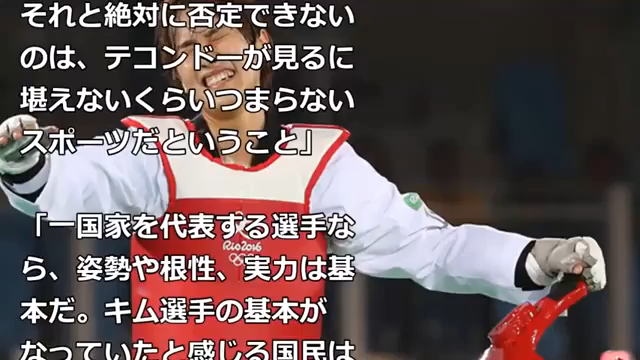 それと絶対に否定できない
のは、テコンドーが見るに
堪えないくらいつまらない
スポーツだということ」
「一国家を代表する選手な
ら、姿勢や根性、実力は基
本だ。キム選手の基本が
なっていたと感じる国民は
Rio2016